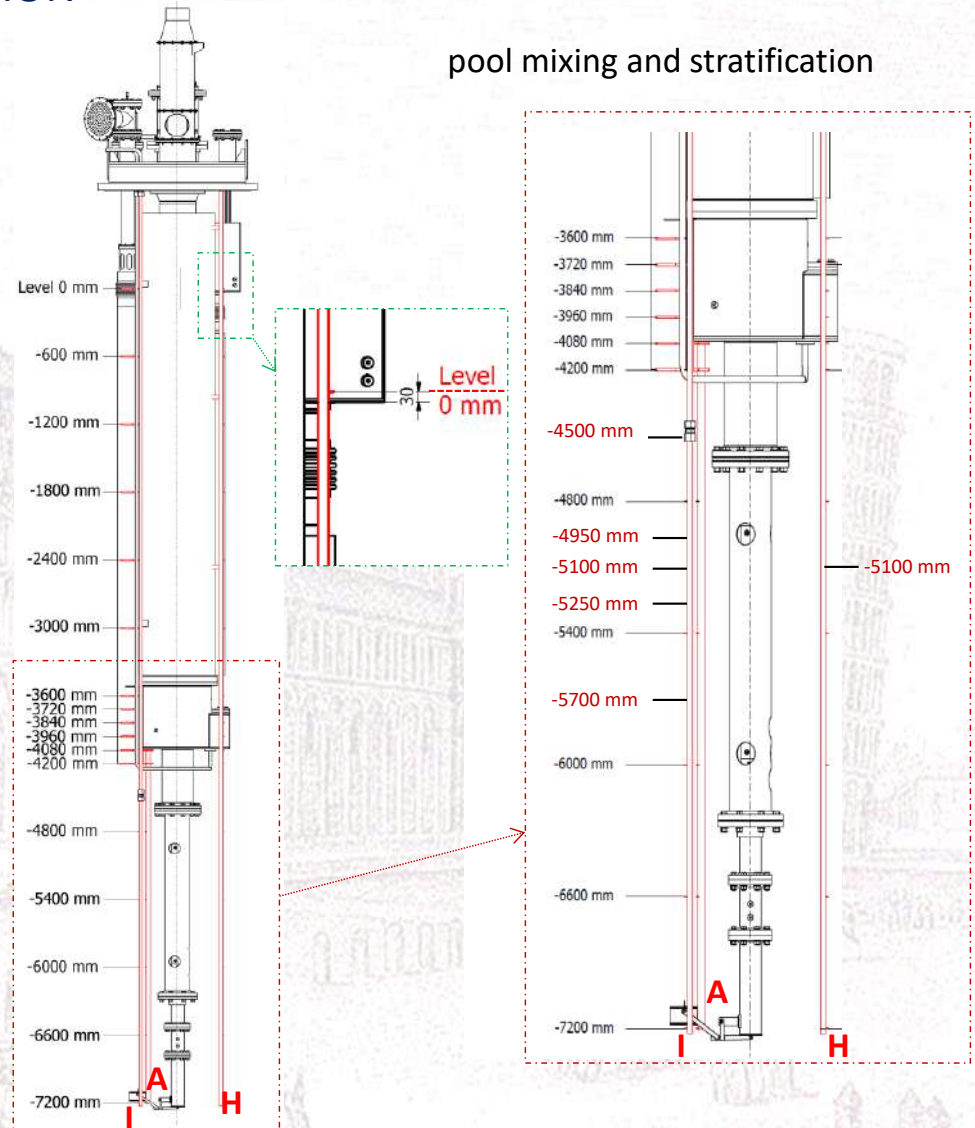 pool mixing and stratification
Level 0 mm
-600 mm
-1200 mm
-1800 mm
-2400 mm
-3000 mm
-3600 mm
-3720 mm
-3840 mm
-3960 mm
-4080 mm
-4200 mm
-4800 mm
-5400 mm
-6000 mm
-6600 mm
-7200 mm
A
I
H
30
Level
0 mm
-3600 mm
-3720 mm
-3840 mm
-3960 mm
-4080 mm
-4200 mm
-4500 mm
-4800 mm
-4950 mm
-5100 mm
-5100 mm
-5250 mm
-5400 mm
-5700 mm
-6000 mm
-6600 mm
-7200 mm
A
I
H